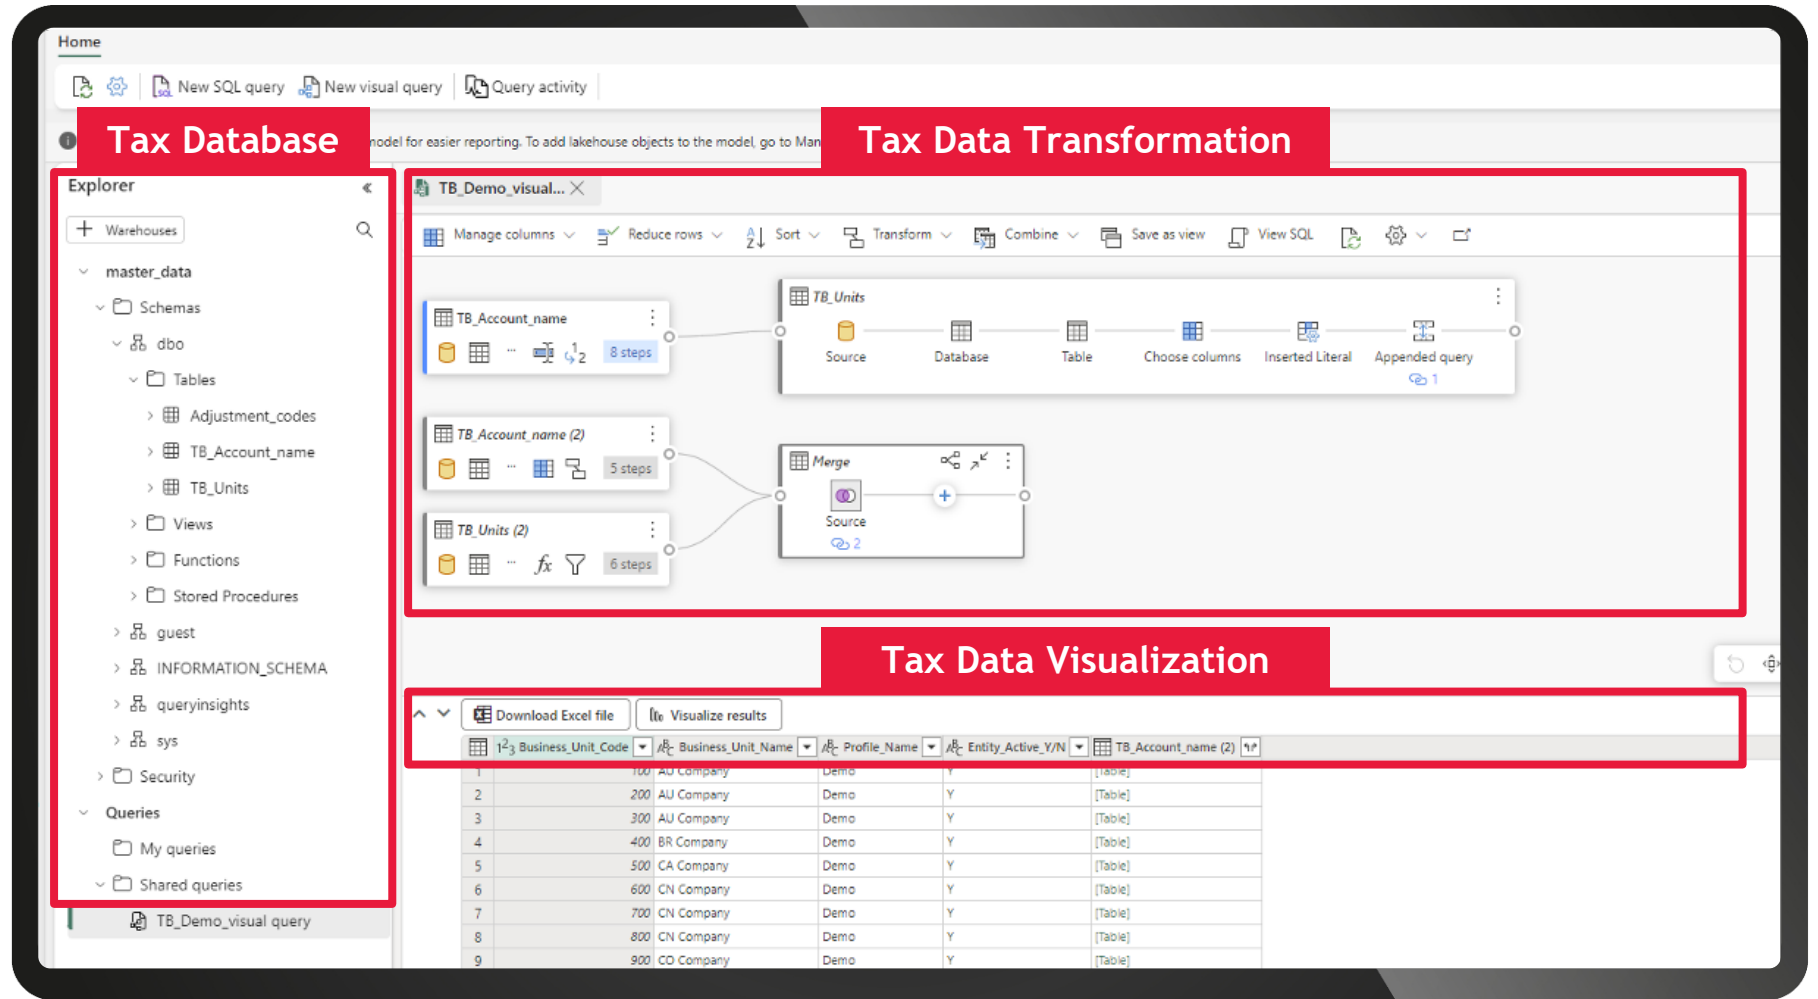 Home
New SQL query
New visual query
Query activity
Tax Database
model for easier reporting. To add lakehouse objects to the model, go to Man
Tax Data Transformation
Explorer
Warehouses
master_data
Schemas
dbo
Tables
Adjustment_codes
TB_Account_name
TB_Units
Views
Functions
Stored Procedures
guest
INFORMATION_SCHEMA
queryinsights
sys
Security
Queries
My queries
Shared queries
TB_Demo_visual query
TB_Demo_visual...
Manage columns
Reduce rows
Sort
Transform
Combine
Save as view
View SQL
TB_Account_name
8 steps
TB_Units
Source
Database
Table
Choose columns
Inserted Literal
Appended query
1
TB_Account_name (2)
5 steps
TB_Units (2)
6 steps
Merge
Source
2
Tax Data Visualization
Download Excel file
Visualize results
Business_Unit_Code Business_Unit_Name Profile_Name Entity_Active_Y/N TB_Account_name (2)
1 100 AU Company Demo Y [Table]
2 200 AU Company Demo Y [Table]
3 300 AU Company Demo Y [Table]
4 400 BR Company Demo Y [Table]
5 500 CA Company Demo Y [Table]
6 600 CN Company Demo Y [Table]
7 700 CN Company Demo Y [Table]
8 800 CN Company Demo Y [Table]
9 900 CO Company Demo Y [Table]